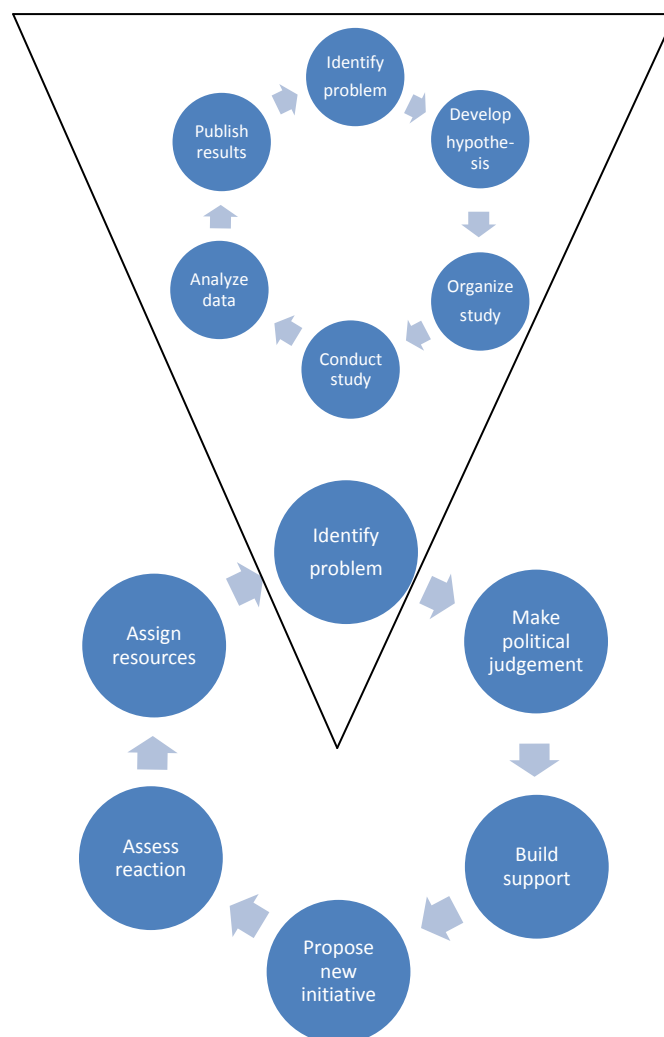 Identify
problem
Develop
hypothe-
sis
Organize
study
Conduct
study
Analyze
data
Publish
results
Identify
problem
Make
political
judgement
Build
support
Propose
new
initiative
Assess
reaction
Assign
resources